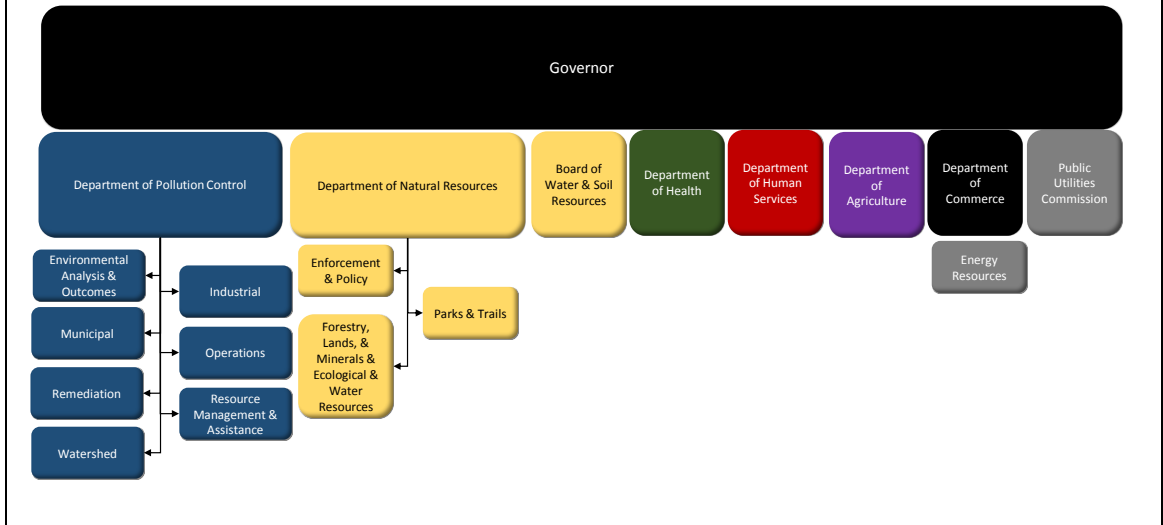 Governor
Department of Pollution Control
Department of Natural Resources
Board of
Water & Soil
Resources
Department
of Health
Department
of Human
Services
Department
of
Agriculture
Department
of
Commerce
Public
Utilities
Commission
Environmental
Analysis &
Outcomes
Industrial
Municipal
Operations
Remediation
Resource
Management &
Assistance
Watershed
Enforcement
& Policy
Parks & Trails
Forestry,
Lands, &
Minerals &
Ecological &
Water
Resources
Energy
Resources